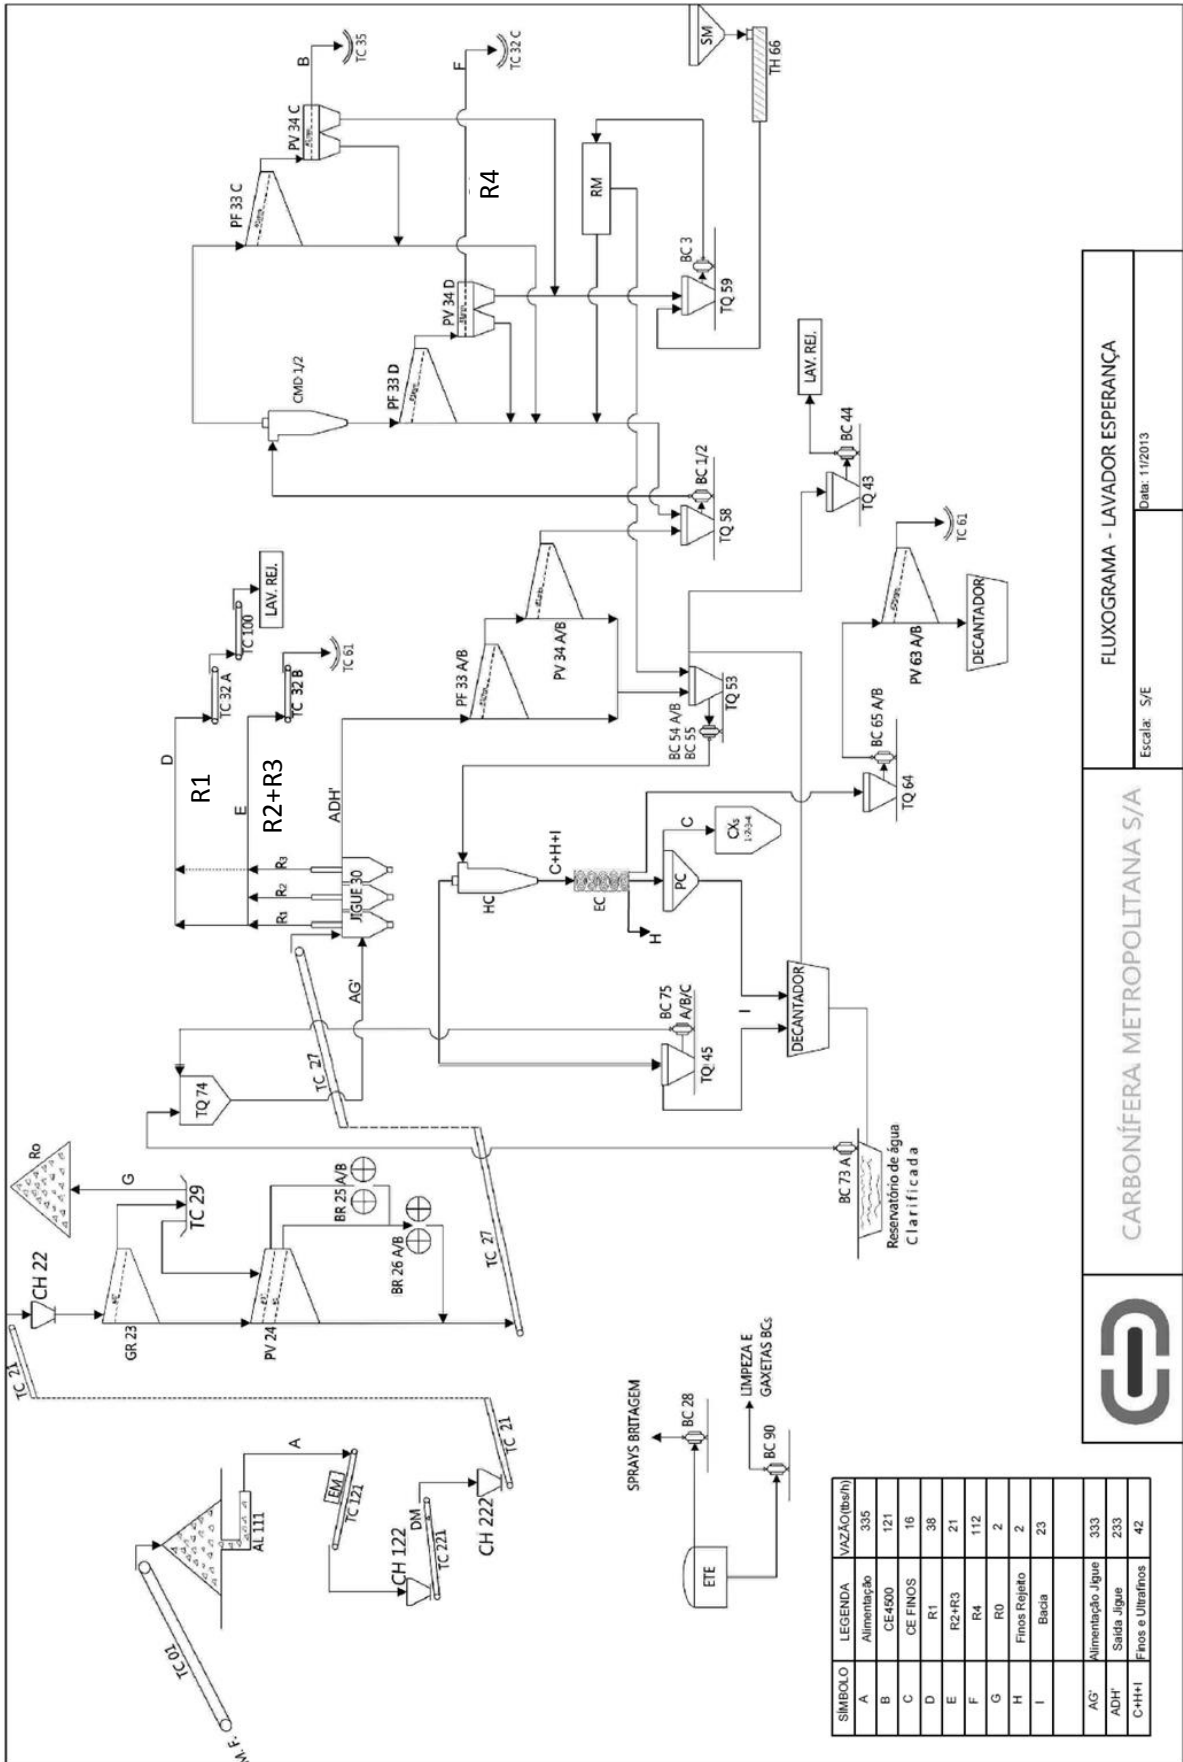 M.F.
TC 01
AL 111
A
EM
TC 121
CH 122
DM
TC 221
CH 222
TC 21
TC 21
CH 22
GR 23
PV 24
G
Ro
TC 29
BR 25 A/B
BR 26 A/B
TC 27
TC 27
TQ 74
AG'
JIGUE 30
R1
R2
R3
D
R1
E
R2+R3
TC 32 A
TC 100
LAV. REJ.
TC 32 B
TC 61
ADH'
PF 33 A/B
PV 34 A/B
CMD 1/2
PF 33 C
PV 34 C
B
TC 35
PF 33 D
PV 34 D
F
TC 32 C
R4
RM
BC 3
TQ 59
SM
TH 66
BC 1/2
TQ 58
BC 54 A/B
BC 55
TQ 53
HC
C+H+I
EC
H
PC
C
CXs
1-2-3-4
BC 75
A/B/C
TQ 45
I
DECANTADOR
BC 73 A
Reservatório de água
Clarificada
LAV. REJ.
BC 44
TQ 43
BC 65 A/B
TQ 64
PV 63 A/B
TC 61
DECANTADOR
SPRAYS BRITAGEM
BC 28
LIMPEZA E
GAXETAS BCs
BC 90
ETE
SÍMBOLO LEGENDA VAZÃO(tbs/h)
A Alimentação 335
B CE4500 121
C CE FINOS 16
D R1 38
E R2+R3 21
F R4 112
G R0 2
H Finos Rejeito 2
I Bacia 23
AG' Alimentação Jigue 333
ADH' Saída Jigue 233
C+H+I Finos e Ultrafinos 42
CARBONÍFERA METROPOLITANA S/A
FLUXOGRAMA - LAVADOR ESPERANÇA
Escala: S/E
Data: 11/2013